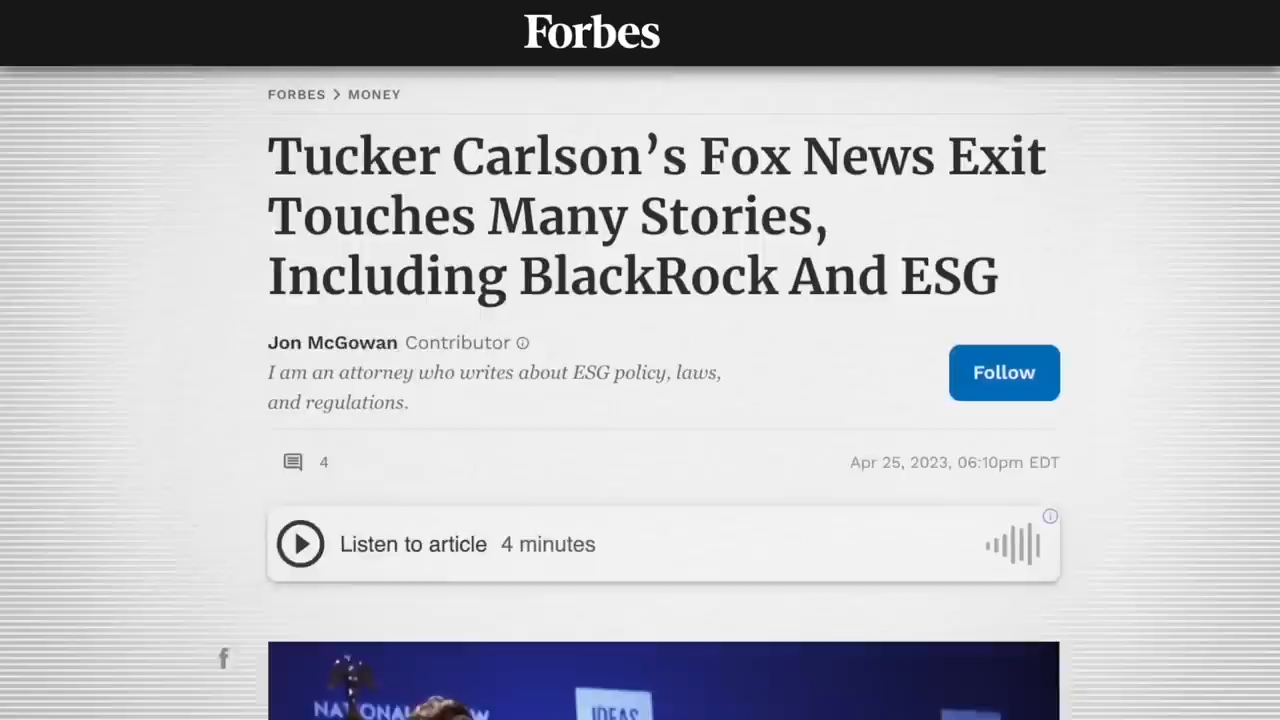 Forbes
FORBES > MONEY
Tucker Carlson’s Fox News Exit
Touches Many Stories,
Including BlackRock And ESG
Jon McGowan Contributor
I am an attorney who writes about ESG policy, laws,
and regulations.
Follow
4
Apr 25, 2023, 06:10pm EDT
Listen to article 4 minutes
f
IDEAS